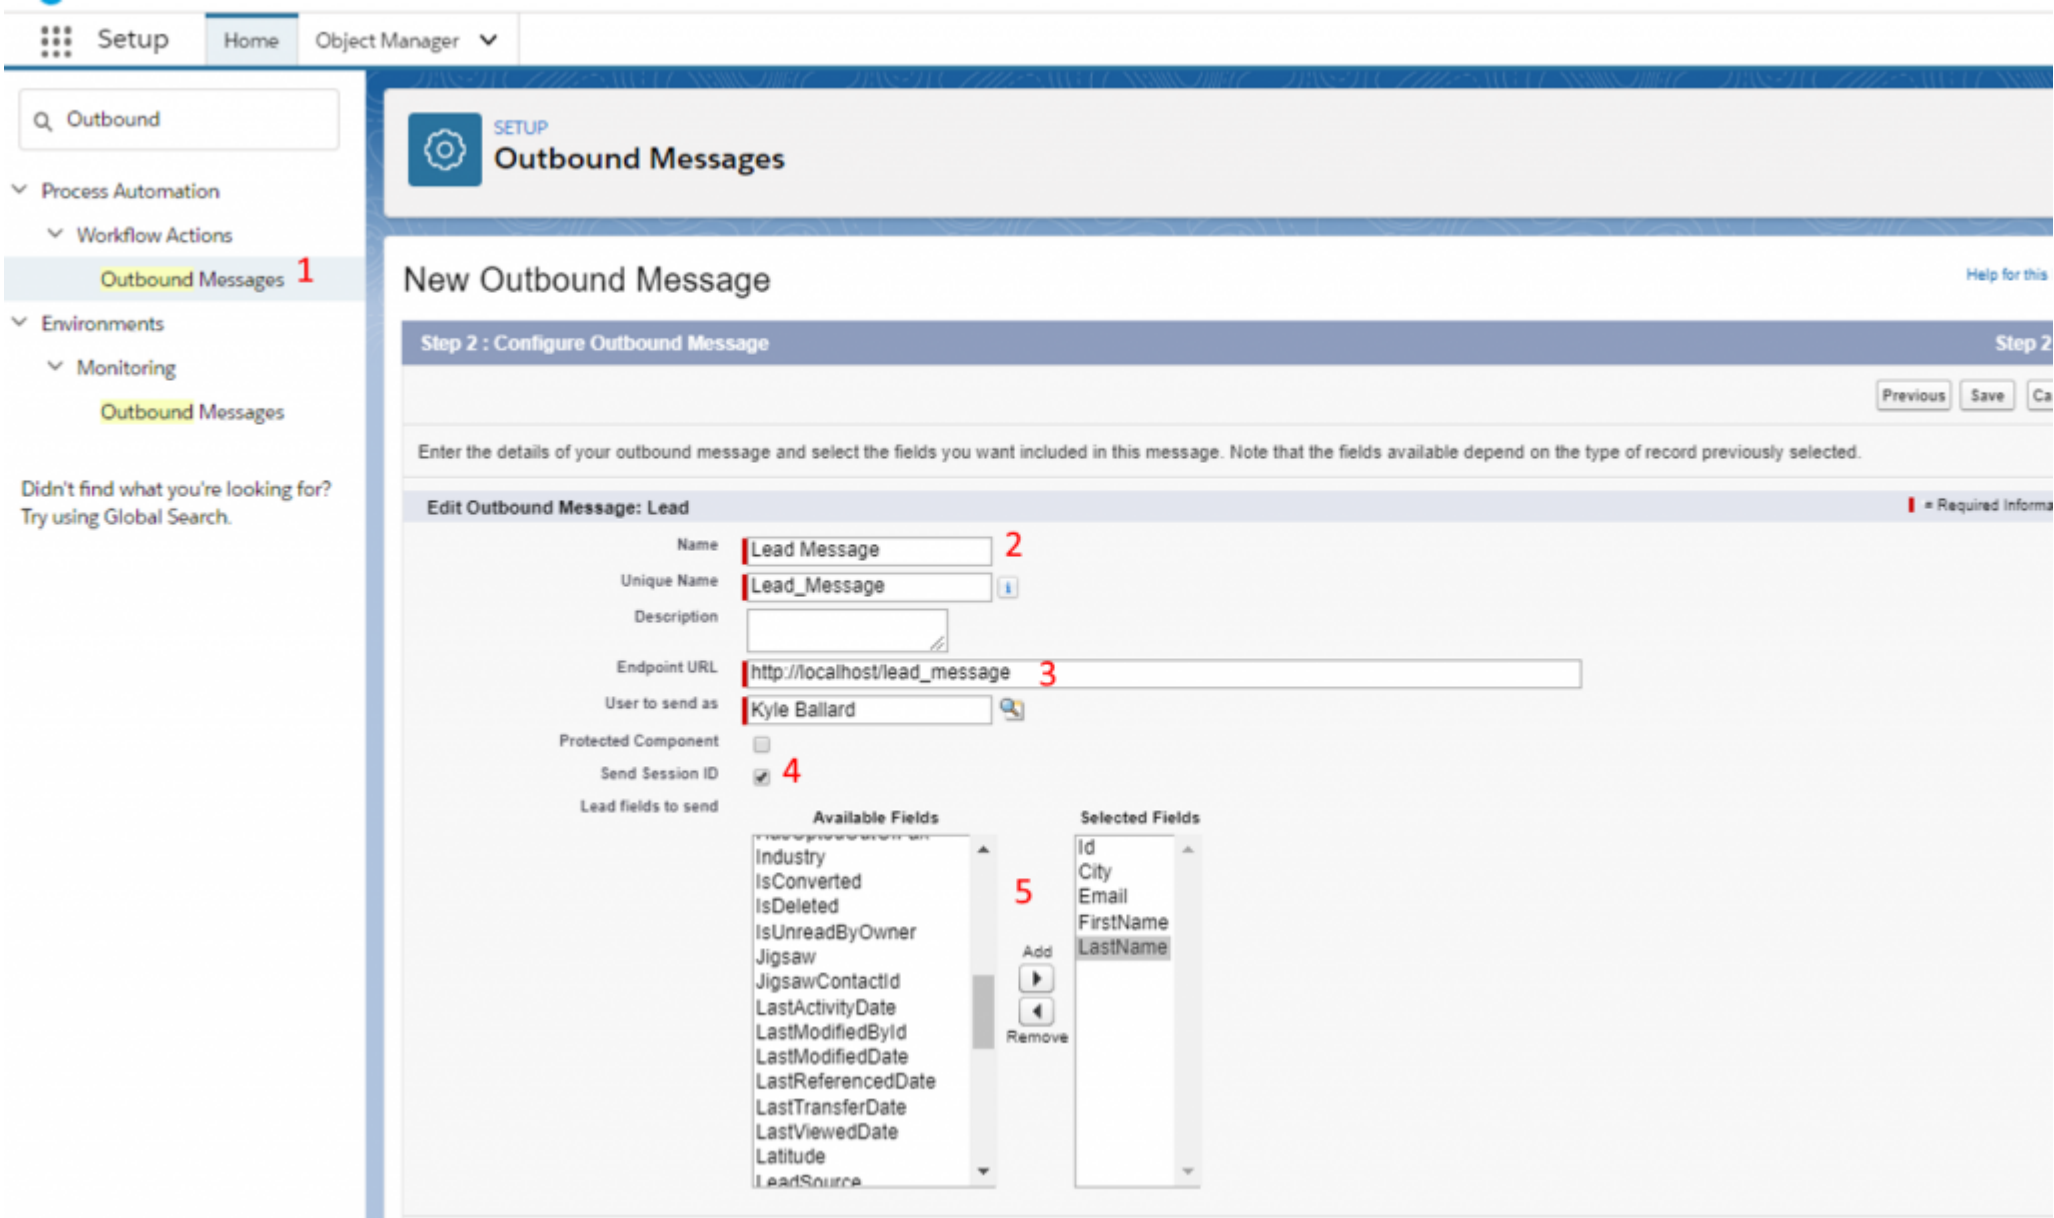 Setup Home Object Manager
Outbound
Process Automation
Workflow Actions
Outbound Messages 1
Environments
Monitoring
Outbound Messages
Didn't find what you're looking for?
Try using Global Search.
SETUP
Outbound Messages
New Outbound Message
Help for this
Step 2 : Configure Outbound Message
Step 2
Previous Save Ca
Enter the details of your outbound message and select the fields you want included in this message. Note that the fields available depend on the type of record previously selected.
Edit Outbound Message: Lead
= Required Informa
Name Lead Message 2
Unique Name Lead_Message i
Description
Endpoint URL http://localhost/lead_message 3
User to send as Kyle Ballard
Protected Component
Send Session ID 4
Lead fields to send
Available Fields
Industry
IsConverted
IsDeleted
IsUnreadByOwner
Jigsaw
JigsawContactId
LastActivityDate
LastModifiedById
LastModifiedDate
LastReferencedDate
LastTransferDate
LastViewedDate
Latitude
LeadSource
5
Add
Remove
Selected Fields
Id
City
Email
FirstName
LastName